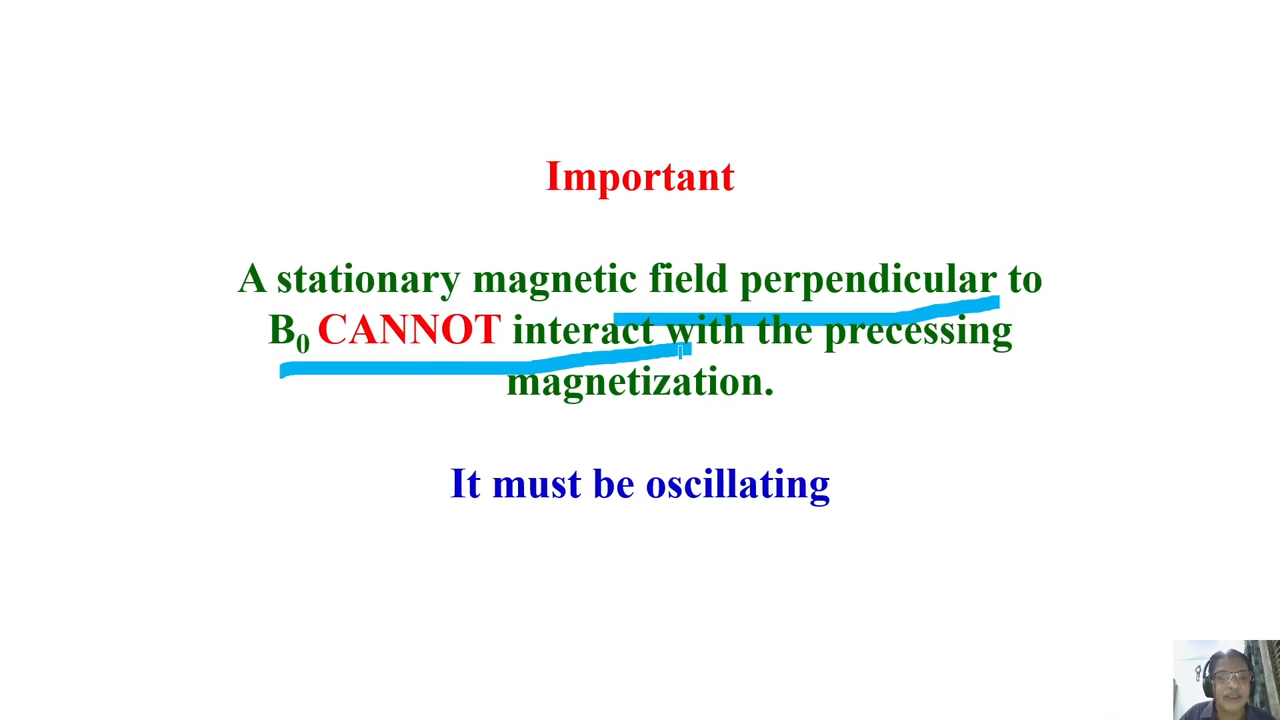 Important
A stationary magnetic field perpendicular to
B₀ CANNOT interact with the precessing
magnetization.
It must be oscillating